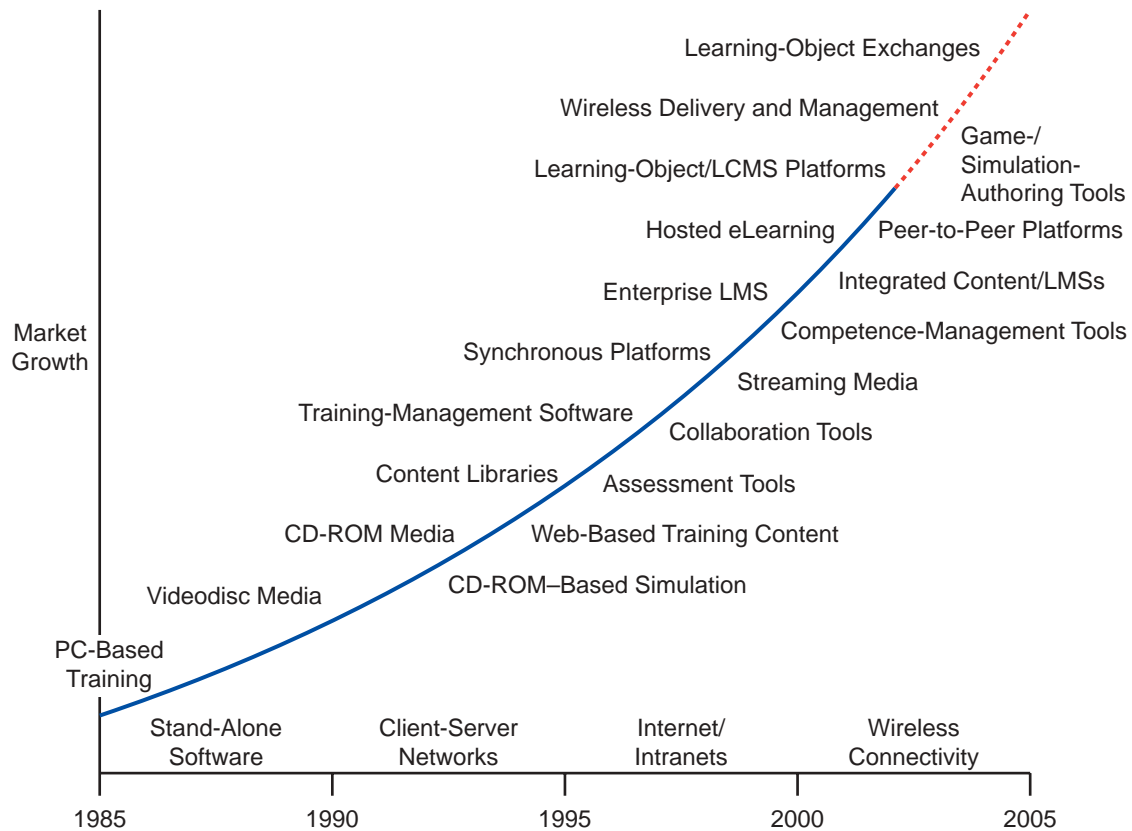 Learning-Object Exchanges
Wireless Delivery and Management
Game-/
Simulation-
Authoring Tools
Learning-Object/LCMS Platforms
Hosted eLearning
Peer-to-Peer Platforms
Integrated Content/LMSs
Enterprise LMS
Market
Growth
Competence-Management Tools
Synchronous Platforms
Streaming Media
Training-Management Software
Collaboration Tools
Content Libraries
Assessment Tools
CD-ROM Media
Web-Based Training Content
CD-ROM–Based Simulation
Videodisc Media
PC-Based
Training
Stand-Alone
Software
Client-Server
Networks
Internet/
Intranets
Wireless
Connectivity
1985
1990
1995
2000
2005